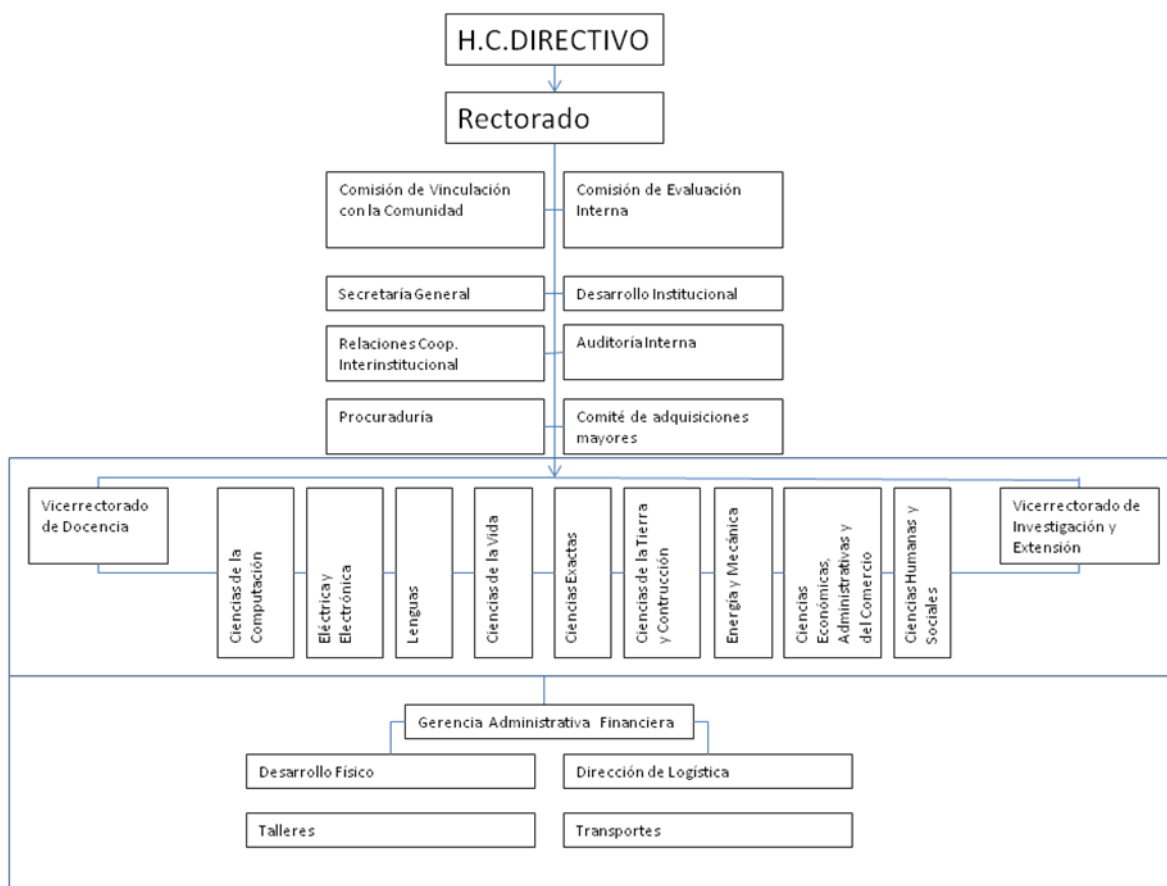 H.C.DIRECTIVO
Rectorado
Comisión de Vinculación
con la Comunidad
Comisión de Evaluación
Interna
Secretaría General
Desarrollo Institucional
Relaciones Coop.
Interinstitucional
Auditoría Interna
Procuraduría
Comité de adquisiciones
mayores
Vicerrectorado
de Docencia
Ciencias de la
Computación
Eléctrica y
Electrónica
Lenguas
Ciencias de la Vida
Ciencias Exactas
Ciencias de la Tierra
y Contrucción
Energía y Mecánica
Ciencias
Económicas,
Administrativas y
del Comercio
Ciencias Humanas y
Sociales
Vicerrectorado de
Investigación y
Extensión
Gerencia Administrativa Financiera
Desarrollo Físico
Dirección de Logística
Talleres
Transportes